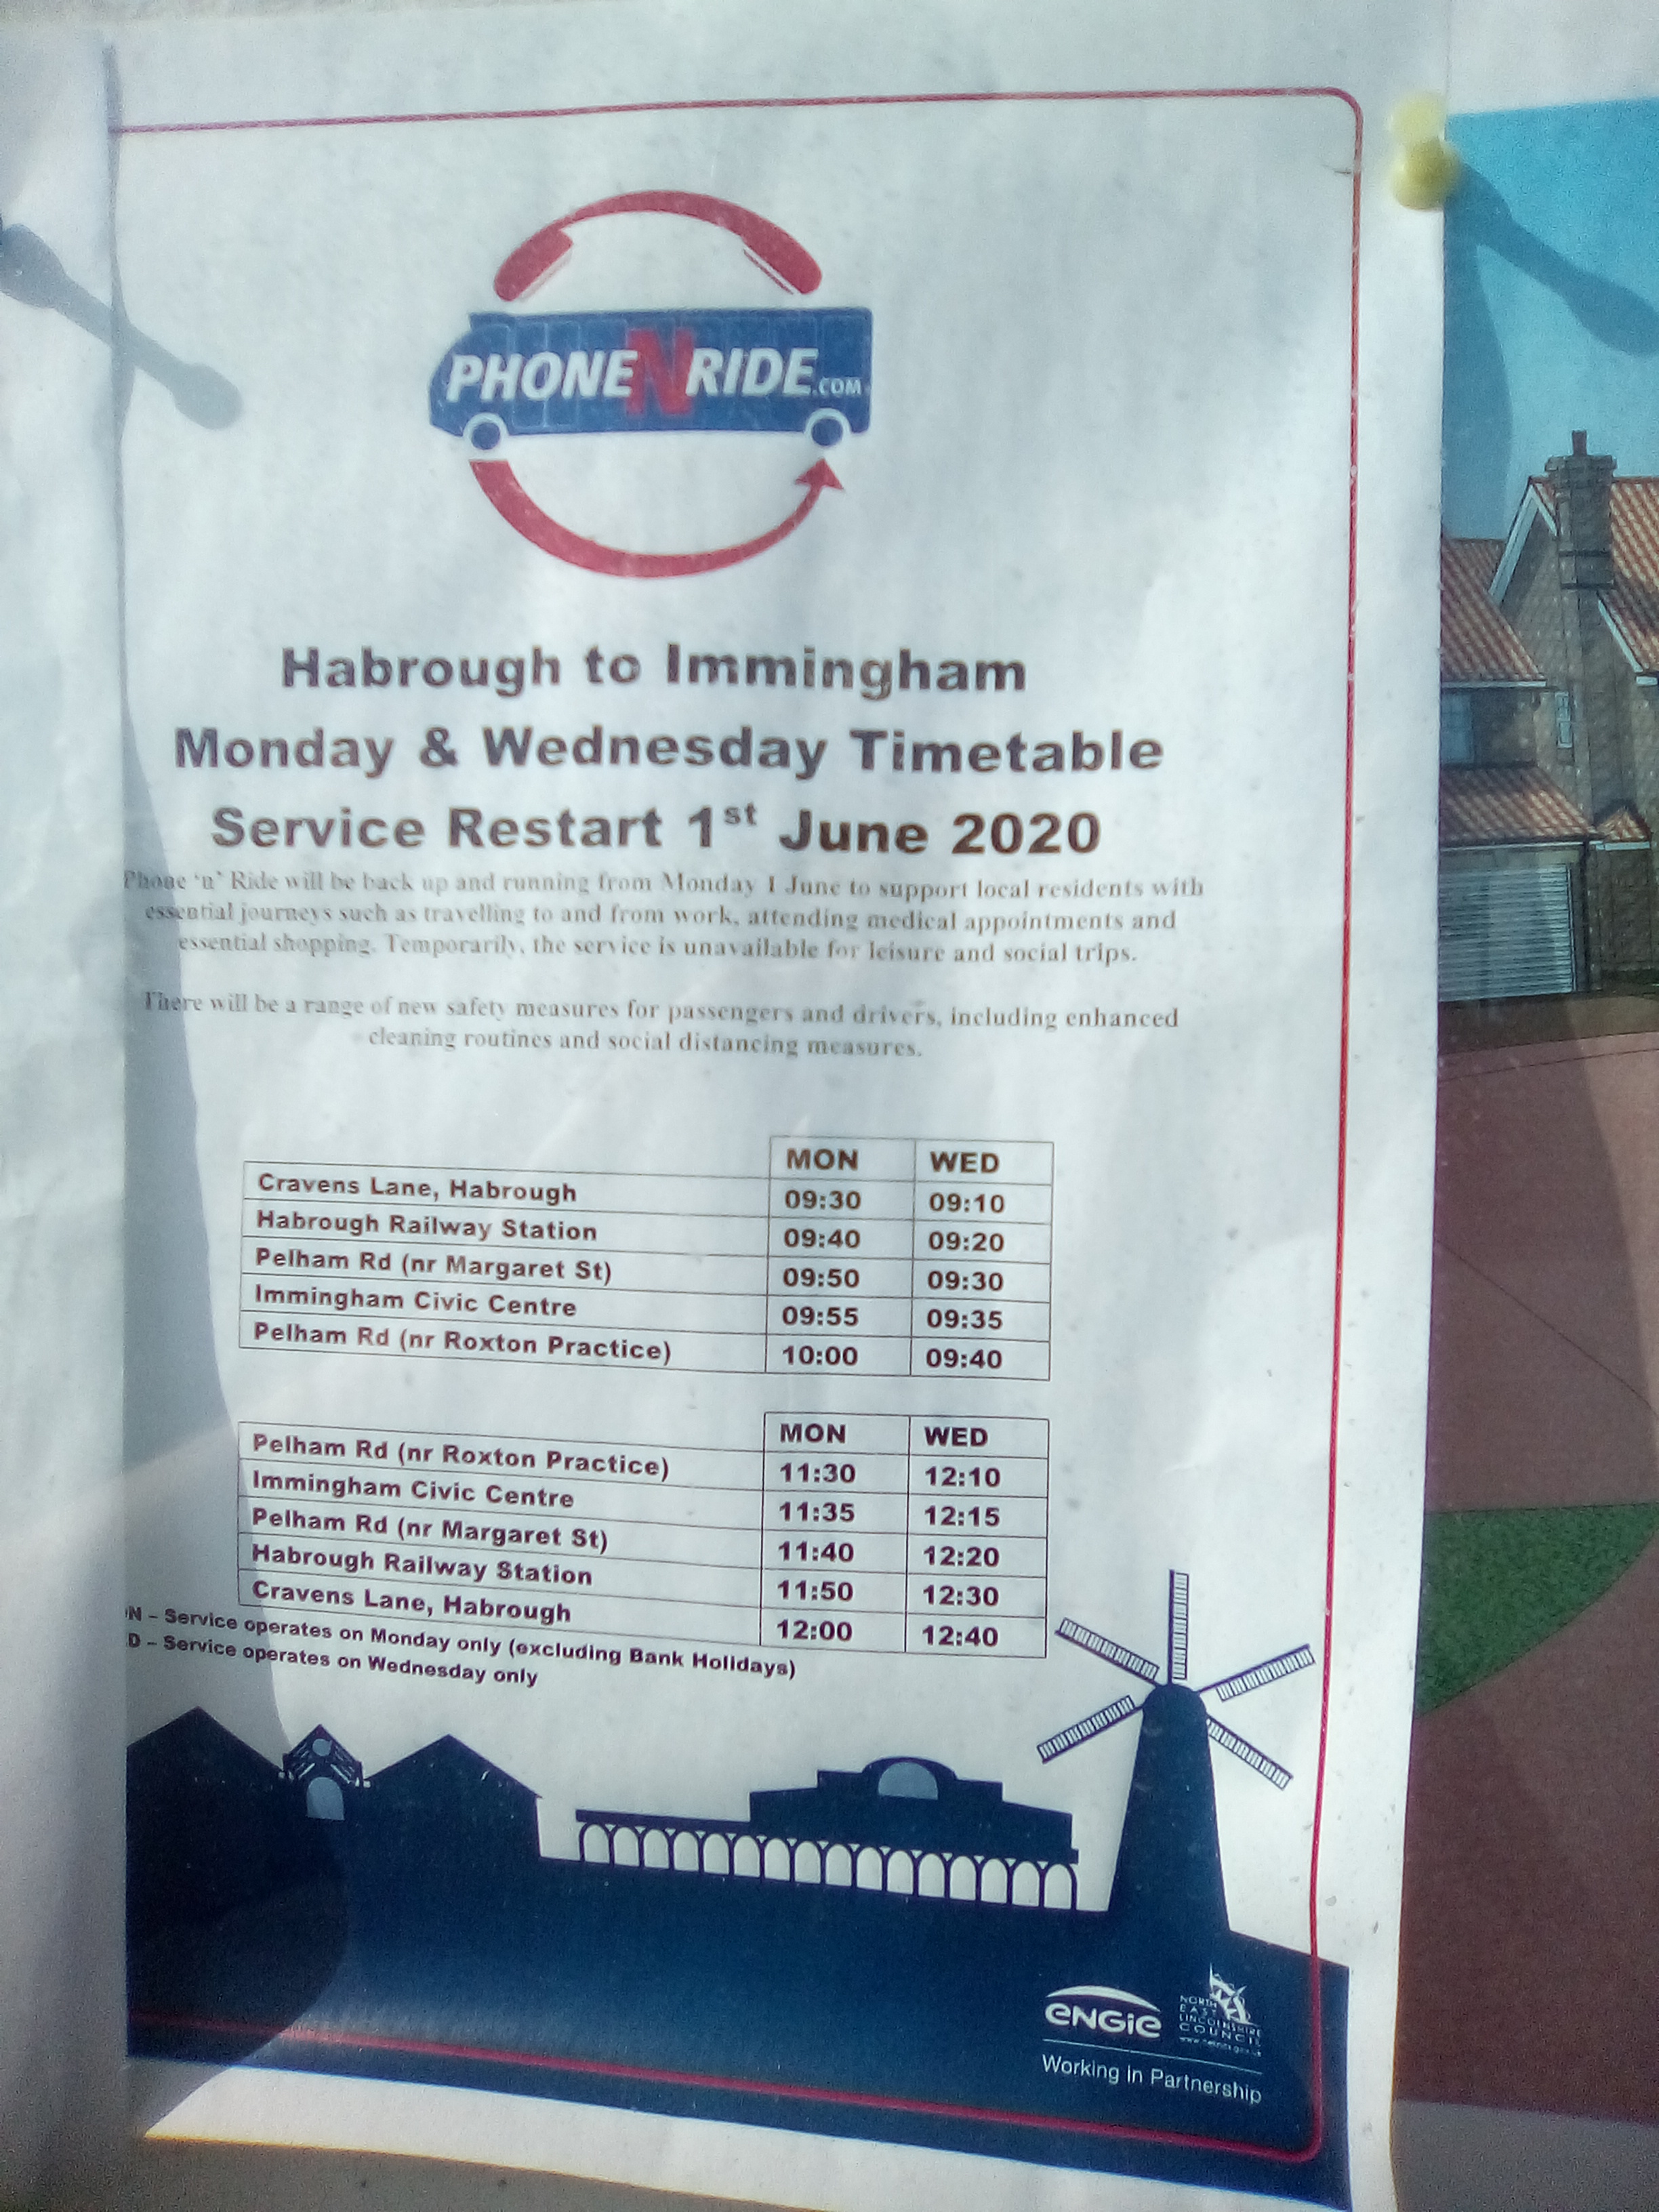 PHONENRIDE.COM
Habrough to Immingham
Monday & Wednesday Timetable
Service Restart 1st June 2020
Phone 'n' Ride will be back up and running from Monday 1 June to support local residents with
essential journeys such as travelling to and from work, attending medical appointments and
essential shopping. Temporarily, the service is unavailable for leisure and social trips.
There will be a range of new safety measures for passengers and drivers, including enhanced
cleaning routines and social distancing measures.
MON WED
Cravens Lane, Habrough 09:30 09:10
Habrough Railway Station 09:40 09:20
Pelham Rd (nr Margaret St) 09:50 09:30
Immingham Civic Centre 09:55 09:35
Pelham Rd (nr Roxton Practice) 10:00 09:40
MON WED
Pelham Rd (nr Roxton Practice) 11:30 12:10
Immingham Civic Centre 11:35 12:15
Pelham Rd (nr Margaret St) 11:40 12:20
Habrough Railway Station 11:50 12:30
Cravens Lane, Habrough 12:00 12:40
N – Service operates on Monday only (excluding Bank Holidays)
D – Service operates on Wednesday only
ENGIE
NORTH
EAST
LINCOLNSHIRE
COUNCIL
Working in Partnership